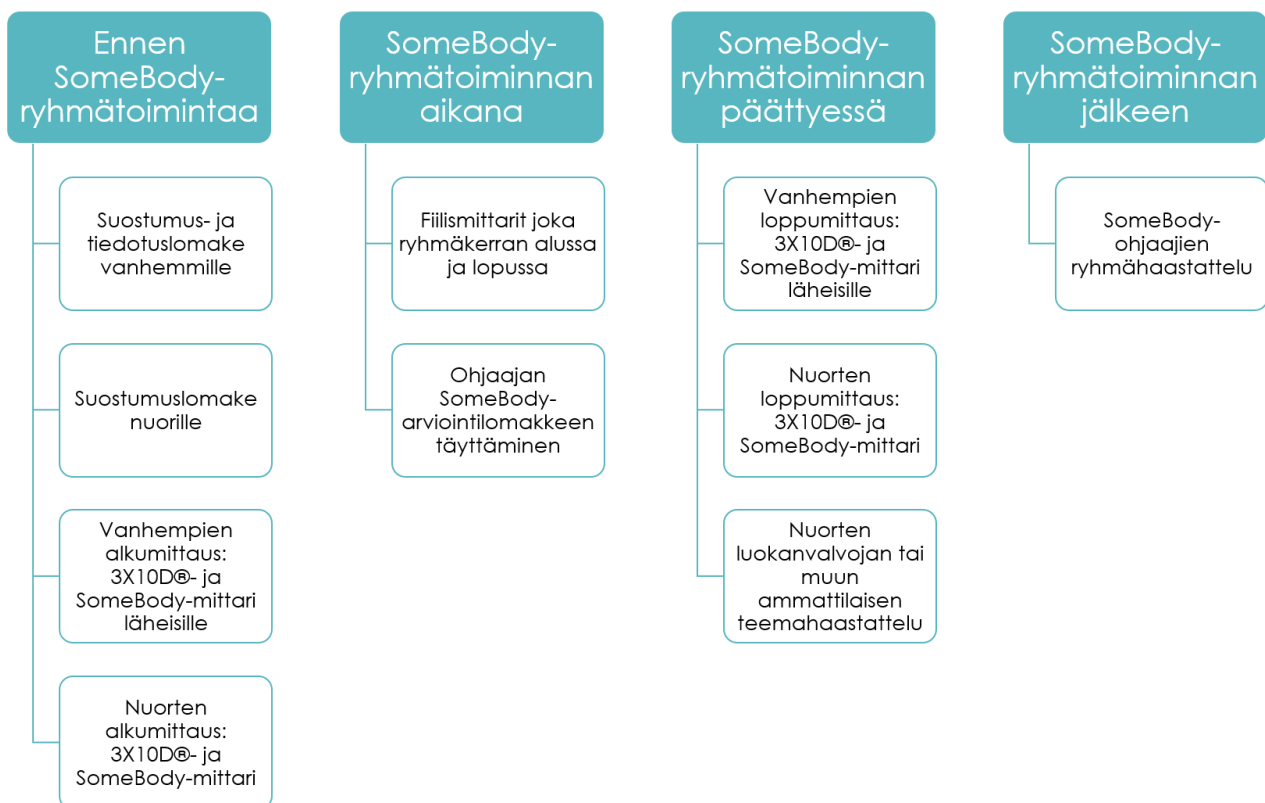 Ennen
SomeBody-
ryhmätoimintaa
Suostumus- ja
tiedotuslomake
vanhemmille
Suostumuslomake
nuorille
Vanhempien
alkumittaus:
3X10D®- ja
SomeBody-mittari
läheisille
Nuorten
alkumittaus:
3X10D®- ja
SomeBody-mittari
SomeBody-
ryhmätoiminnan
aikana
Fiilismittarit joka
ryhmäkerran alussa
ja lopussa
Ohjaajan
SomeBody-
arviointilomakkeen
täyttäminen
SomeBody-
ryhmätoiminnan
päättyessä
Vanhempien
loppumittaus:
3X10D®- ja
SomeBody-mittari
läheisille
Nuorten
loppumittaus:
3X10D®- ja
SomeBody-mittari
Nuorten
luokanvalvojan tai
muun
ammattilaisen
teemahaastattelu
SomeBody-
ryhmätoiminnan
jälkeen
SomeBody-
ohjaajien
ryhmähaastattelu